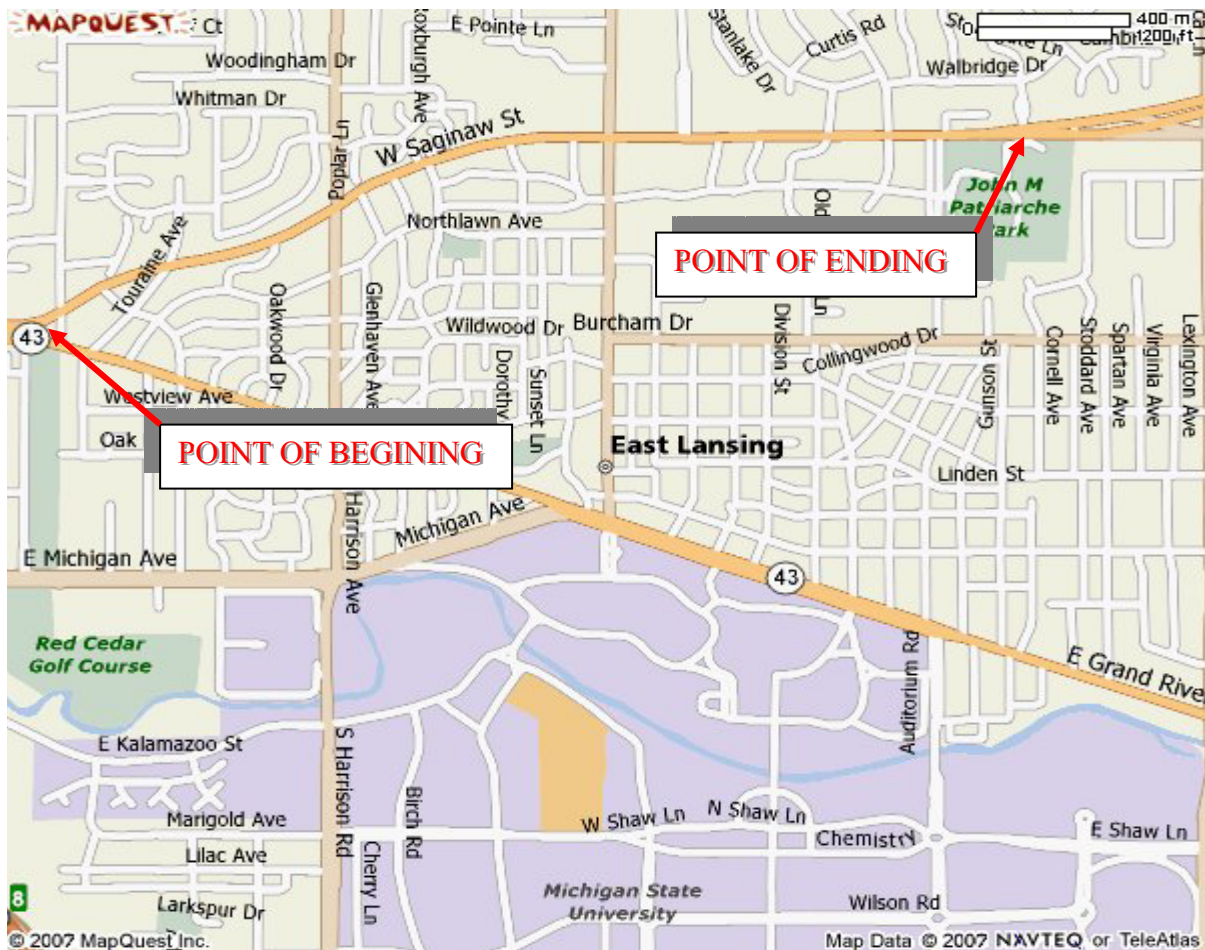 MAPQUEST
Ct
E Pointe Ln
Roxburgh Ave
Woodingham Dr
Whitman Dr
Stanlake Dr
Curtis Rd
400 m
1200 ft
Walbridge Dr
Poplar Ln
W Saginaw St
Northlawn Ave
Touraine Ave
John M
Patriarche
Park
POINT OF ENDING
Oakwood Dr
Glenhaven Ave
Wildwood Dr
Burcham Dr
Division St
Collingwood Dr
43
Dorothy
Sunset Ln
Gunson St
Cornell Ave
Stoddard Ave
Spartan Ave
Virginia Ave
Lexington Ave
Westview Ave
Oak
POINT OF BEGINING
East Lansing
Linden St
Harrison Ave
Michigan Ave
E Michigan Ave
43
Red Cedar
Golf Course
Auditorium Rd
E Grand River
E Kalamazoo St
S Harrison Rd
Birch Rd
Marigold Ave
W Shaw Ln
N Shaw Ln
Chemistry
E Shaw Ln
Lilac Ave
Cherry Ln
Larkspur Dr
8
Michigan State
University
Wilson Rd
© 2007 MapQuest Inc.
Map Data © 2007 NAVTEQ or TeleAtlas